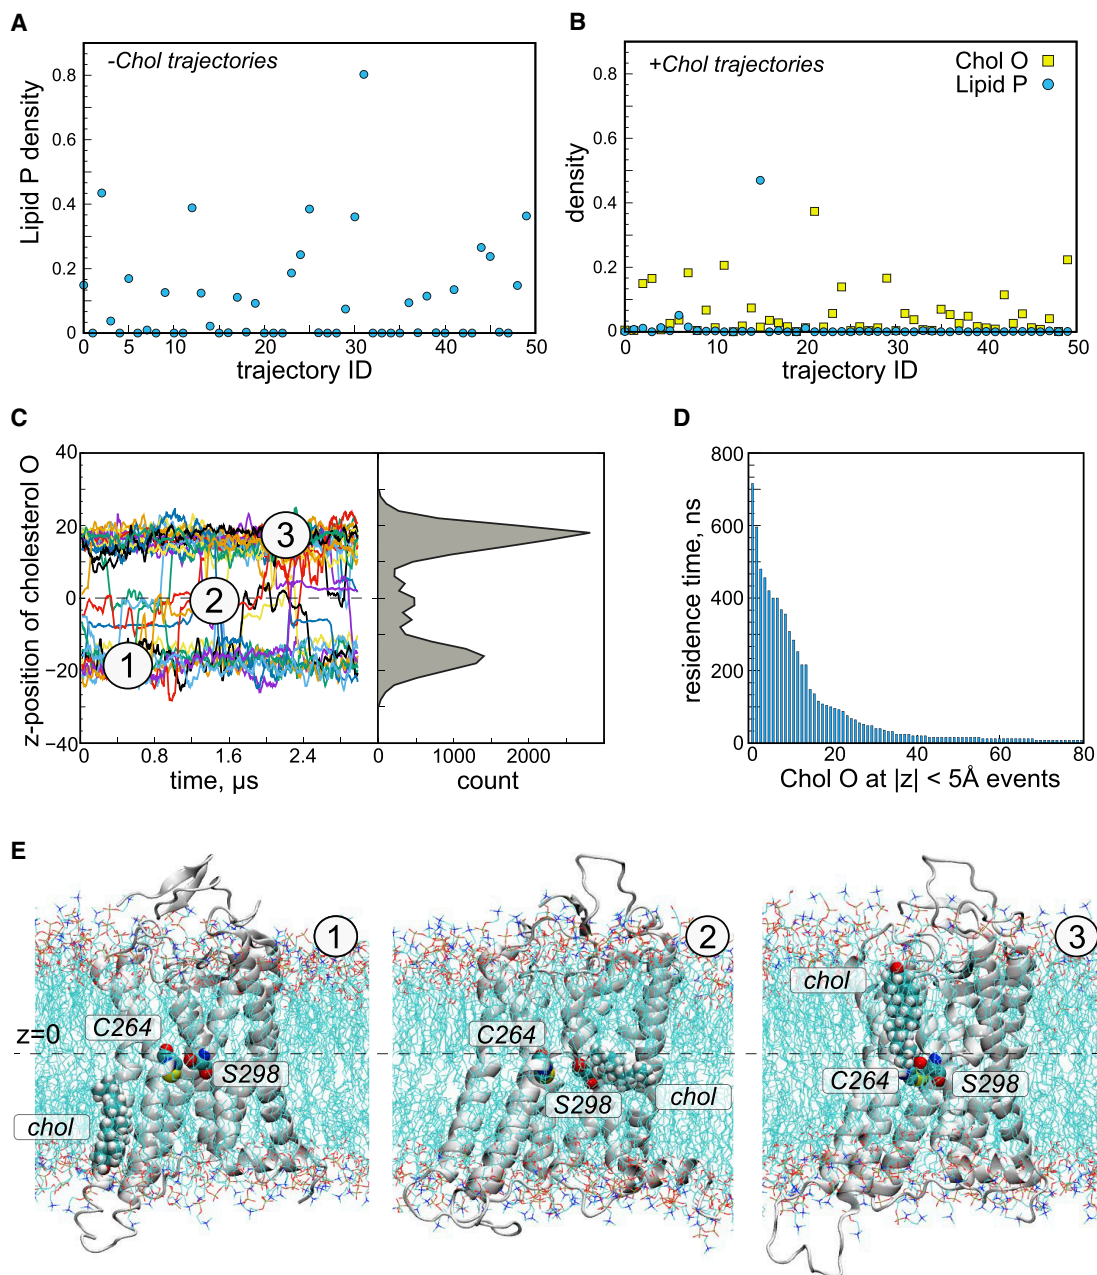 A
-Chol trajectories
Lipid P density
0.8
0.6
0.4
0.2
0
0 5 10 20 30 40 50
trajectory ID
B
+Chol trajectories
Chol O
Lipid P
density
0.8
0.6
0.4
0.2
0
0 10 20 30 40 50
trajectory ID
C
z-position of cholesterol O
40
20
0
−20
−40
1
2
3
0 0.8 1.6 2.4
time, μs
1000 2000
count
D
residence time, ns
800
600
400
200
0
0 20 40 60 80
Chol O at |z| < 5Å events
E
1
z=0
C264
S298
chol
2
C264
S298
chol
3
chol
C264
S298